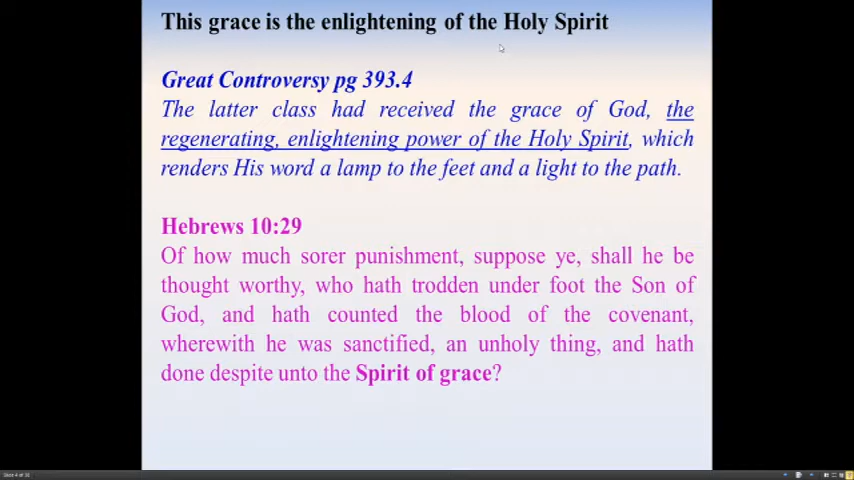 This grace is the enlightening of the Holy Spirit
Great Controversy pg 393.4
The latter class had received the grace of God, the
regenerating, enlightening power of the Holy Spirit, which
renders His word a lamp to the feet and a light to the path.
Hebrews 10:29
Of how much sorer punishment, suppose ye, shall he be
thought worthy, who hath trodden under foot the Son of
God, and hath counted the blood of the covenant,
wherewith he was sanctified, an unholy thing, and hath
done despite unto the Spirit of grace?